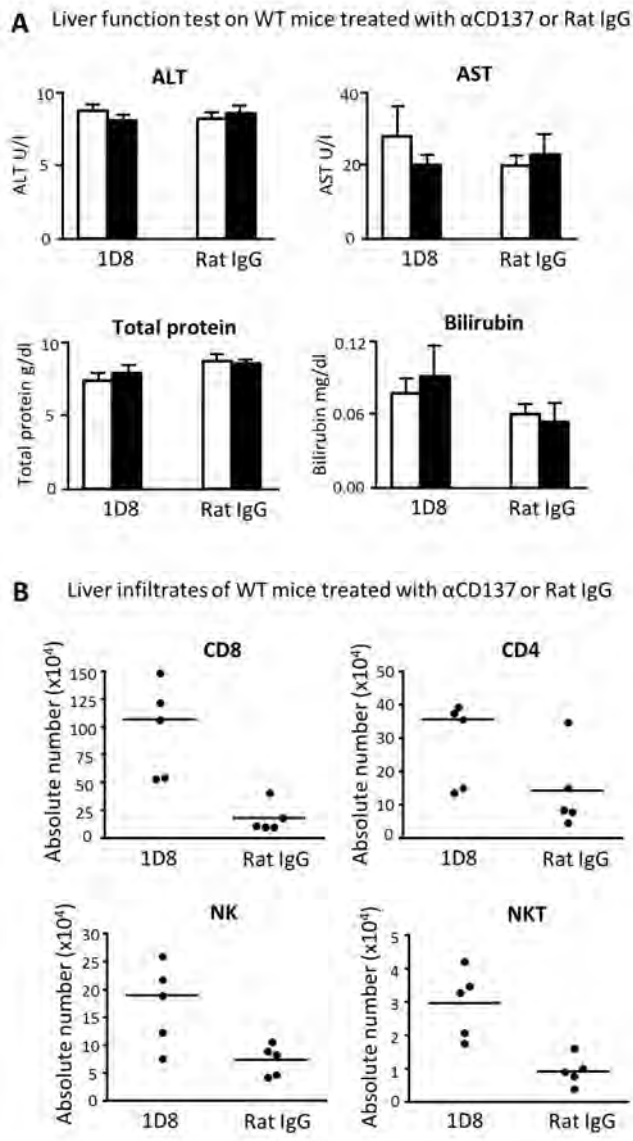 A Liver function test on WT mice treated with αCD137 or Rat IgG
ALT
ALT U/l
10
5
0
1D8 Rat IgG
AST
AST U/l
40
20
0
1D8 Rat IgG
Total protein
Total protein g/dl
10
5
0
1D8 Rat IgG
Bilirubin
Bilirubin mg/dl
0.12
0.06
0.00
1D8 Rat IgG
B Liver infiltrates of WT mice treated with αCD137 or Rat IgG
CD8
Absolute number (x10⁴)
150
125
100
75
50
25
0
1D8 Rat IgG
CD4
Absolute number (x10⁴)
50
40
30
20
10
0
1D8 Rat IgG
NK
Absolute number (x10⁴)
30
25
20
15
10
5
0
1D8 Rat IgG
NKT
Absolute number (x10⁴)
5
4
3
2
1
0
1D8 Rat IgG